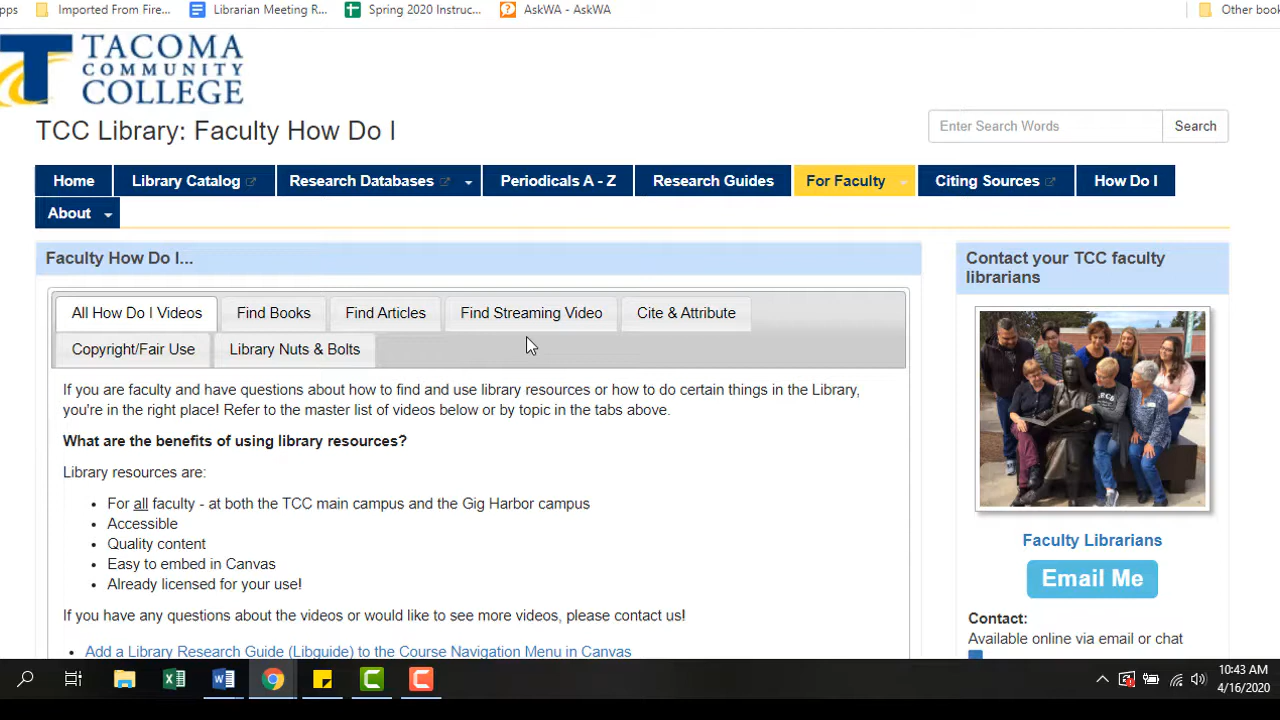 pps Imported From Fire... Librarian Meeting R... Spring 2020 Instruc... AskWA - AskWA Other book
TACOMA
COMMUNITY
COLLEGE
TCC Library: Faculty How Do I
Enter Search Words Search
Home Library Catalog Research Databases Periodicals A - Z Research Guides For Faculty Citing Sources How Do I
About
Faculty How Do I...
All How Do I Videos Find Books Find Articles Find Streaming Video Cite & Attribute
Copyright/Fair Use Library Nuts & Bolts
If you are faculty and have questions about how to find and use library resources or how to do certain things in the Library,
you're in the right place! Refer to the master list of videos below or by topic in the tabs above.
What are the benefits of using library resources?
Library resources are:
• For all faculty - at both the TCC main campus and the Gig Harbor campus
• Accessible
• Quality content
• Easy to embed in Canvas
• Already licensed for your use!
If you have any questions about the videos or would like to see more videos, please contact us!
• Add a Library Research Guide (Libguide) to the Course Navigation Menu in Canvas
Contact your TCC faculty
librarians
Faculty Librarians
Email Me
Contact:
Available online via email or chat
10:43 AM
4/16/2020